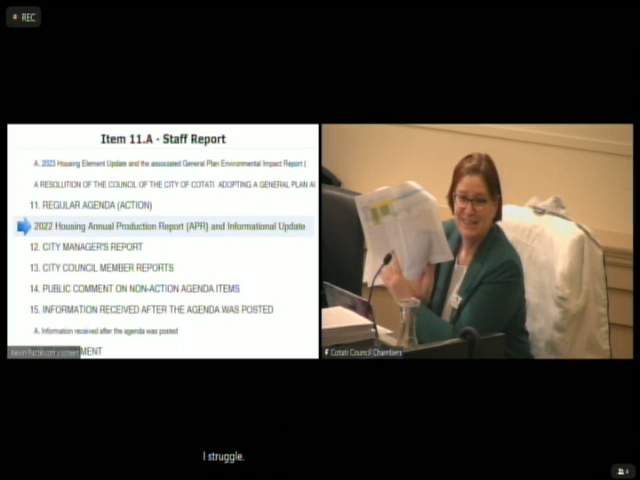 REC
Item 11.A - Staff Report
A. 2023 Housing Element Update and the associated General Plan Environmental Impact Report (
A RESOLUTION OF THE COUNCIL OF THE CITY OF COTATI ADOPTING A GENERAL PLAN A
11. REGULAR AGENDA (ACTION)
2022 Housing Annual Production Report (APR) and Informational Update
12. CITY MANAGER'S REPORT
13. CITY COUNCIL MEMBER REPORTS
14. PUBLIC COMMENT ON NON-ACTION AGENDA ITEMS
15. INFORMATION RECEIVED AFTER THE AGENDA WAS POSTED
A. Information received after the agenda was posted
MENT
Cotati Council Chambers
I struggle.